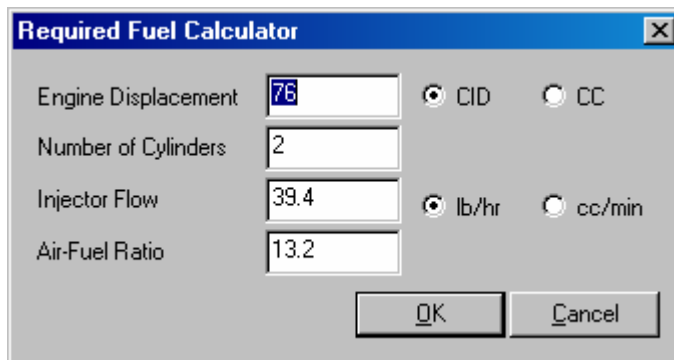 Required Fuel Calculator
Engine Displacement 76 CID CC
Number of Cylinders 2
Injector Flow 39.4 lb/hr cc/min
Air-Fuel Ratio 13.2
OK Cancel